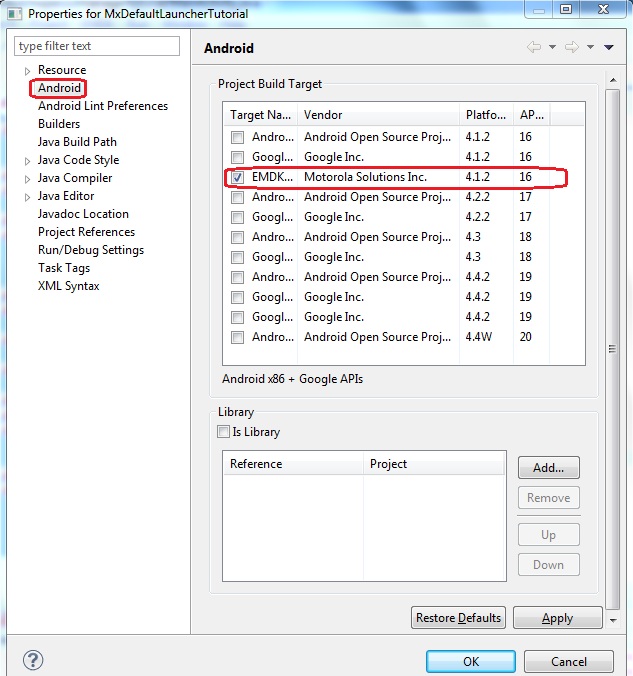 Properties for MxDefaultLauncherTutorial
type filter text
Resource
Android
Android Lint Preferences
Builders
Java Build Path
Java Code Style
Java Compiler
Java Editor
Javadoc Location
Project References
Run/Debug Settings
Task Tags
XML Syntax
Android
Project Build Target
Target Na... Vendor Platfo... AP...
Andro... Android Open Source Proj... 4.1.2 16
Googl... Google Inc. 4.1.2 16
EMDK... Motorola Solutions Inc. 4.1.2 16
Andro... Android Open Source Proj... 4.2.2 17
Googl... Google Inc. 4.2.2 17
Andro... Android Open Source Proj... 4.3 18
Googl... Google Inc. 4.3 18
Andro... Android Open Source Proj... 4.4.2 19
Googl... Google Inc. 4.4.2 19
Googl... Google Inc. 4.4.2 19
Andro... Android Open Source Proj... 4.4W 20
Android x86 + Google APIs
Library
Is Library
Reference Project
Add...
Remove
Up
Down
Restore Defaults Apply
? OK Cancel